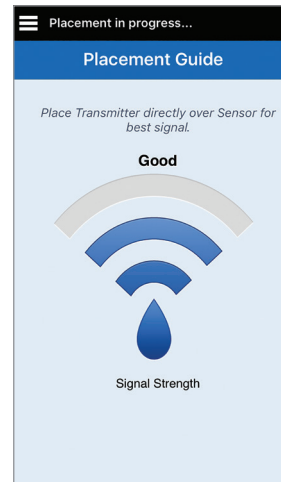 Placement in progress...
Placement Guide
Place Transmitter directly over Sensor for
best signal.
Good
Signal Strength